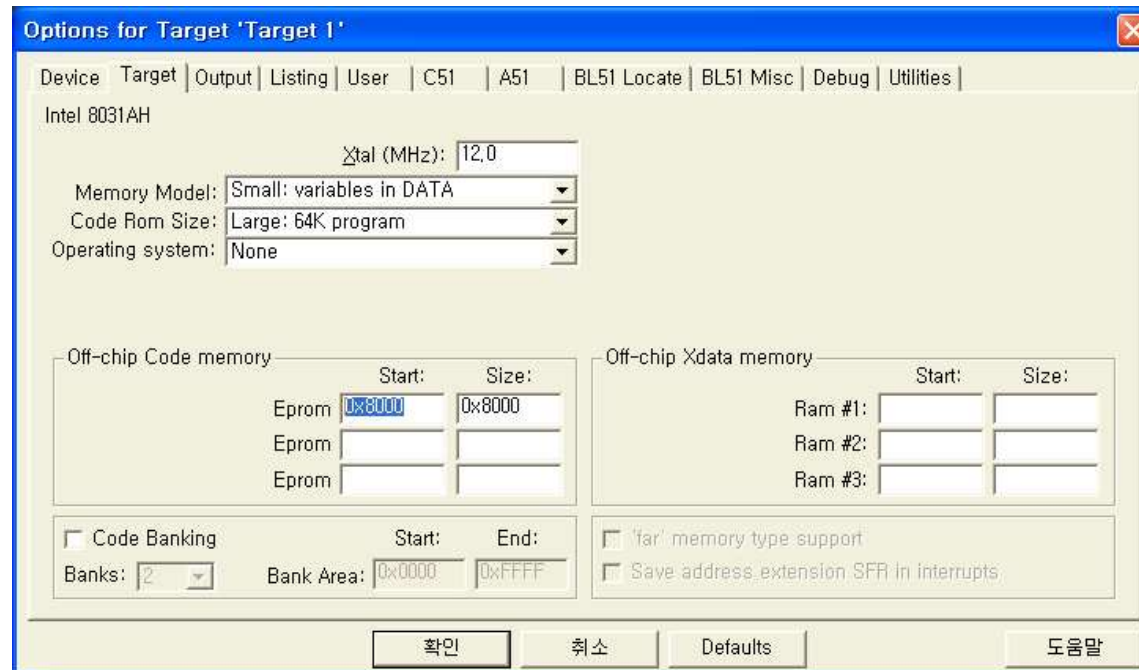 Options for Target 'Target 1'
Device Target Output Listing User C51 A51 BL51 Locate BL51 Misc Debug Utilities
Intel 8031AH
Xtal (MHz): 12.0
Memory Model: Small: variables in DATA
Code Rom Size: Large: 64K program
Operating system: None
Off-chip Code memory
Start: Size:
Eprom 0x8000 0x8000
Eprom
Eprom
Off-chip Xdata memory
Start: Size:
Ram #1:
Ram #2:
Ram #3:
Code Banking Start: End:
Banks: 2 Bank Area: 0x0000 0xFFFF
'far' memory type support
Save address extension SFR in interrupts
확인 취소 Defaults 도움말